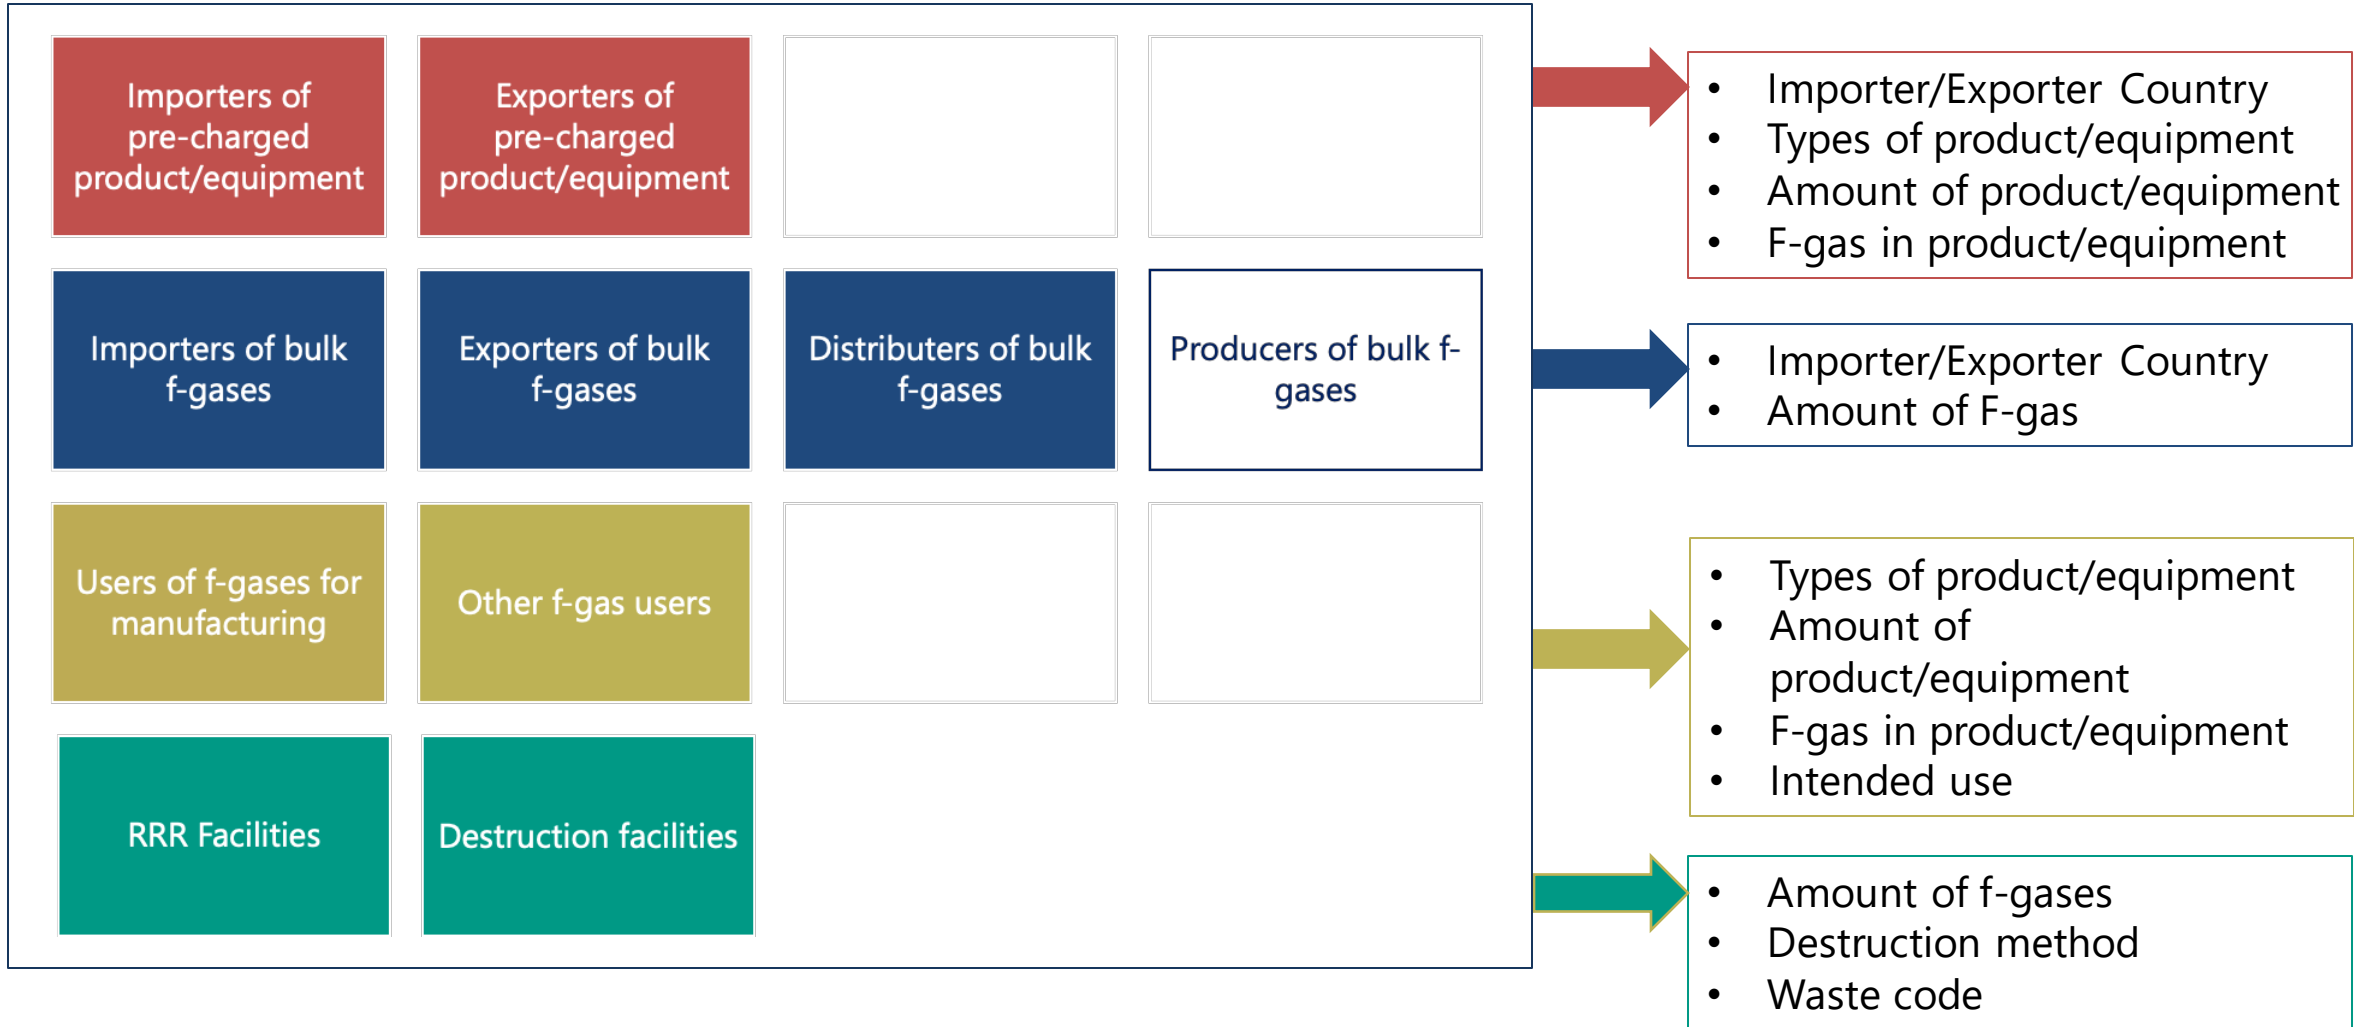 Importers of
pre-charged
product/equipment
Exporters of
pre-charged
product/equipment
Importers of bulk
f-gases
Exporters of bulk
f-gases
Distributers of bulk
f-gases
Producers of bulk f-
gases
Users of f-gases for
manufacturing
Other f-gas users
RRR Facilities
Destruction facilities
• Importer/Exporter Country
• Types of product/equipment
• Amount of product/equipment
• F-gas in product/equipment
• Importer/Exporter Country
• Amount of F-gas
• Types of product/equipment
• Amount of
product/equipment
• F-gas in product/equipment
• Intended use
• Amount of f-gases
• Destruction method
• Waste code